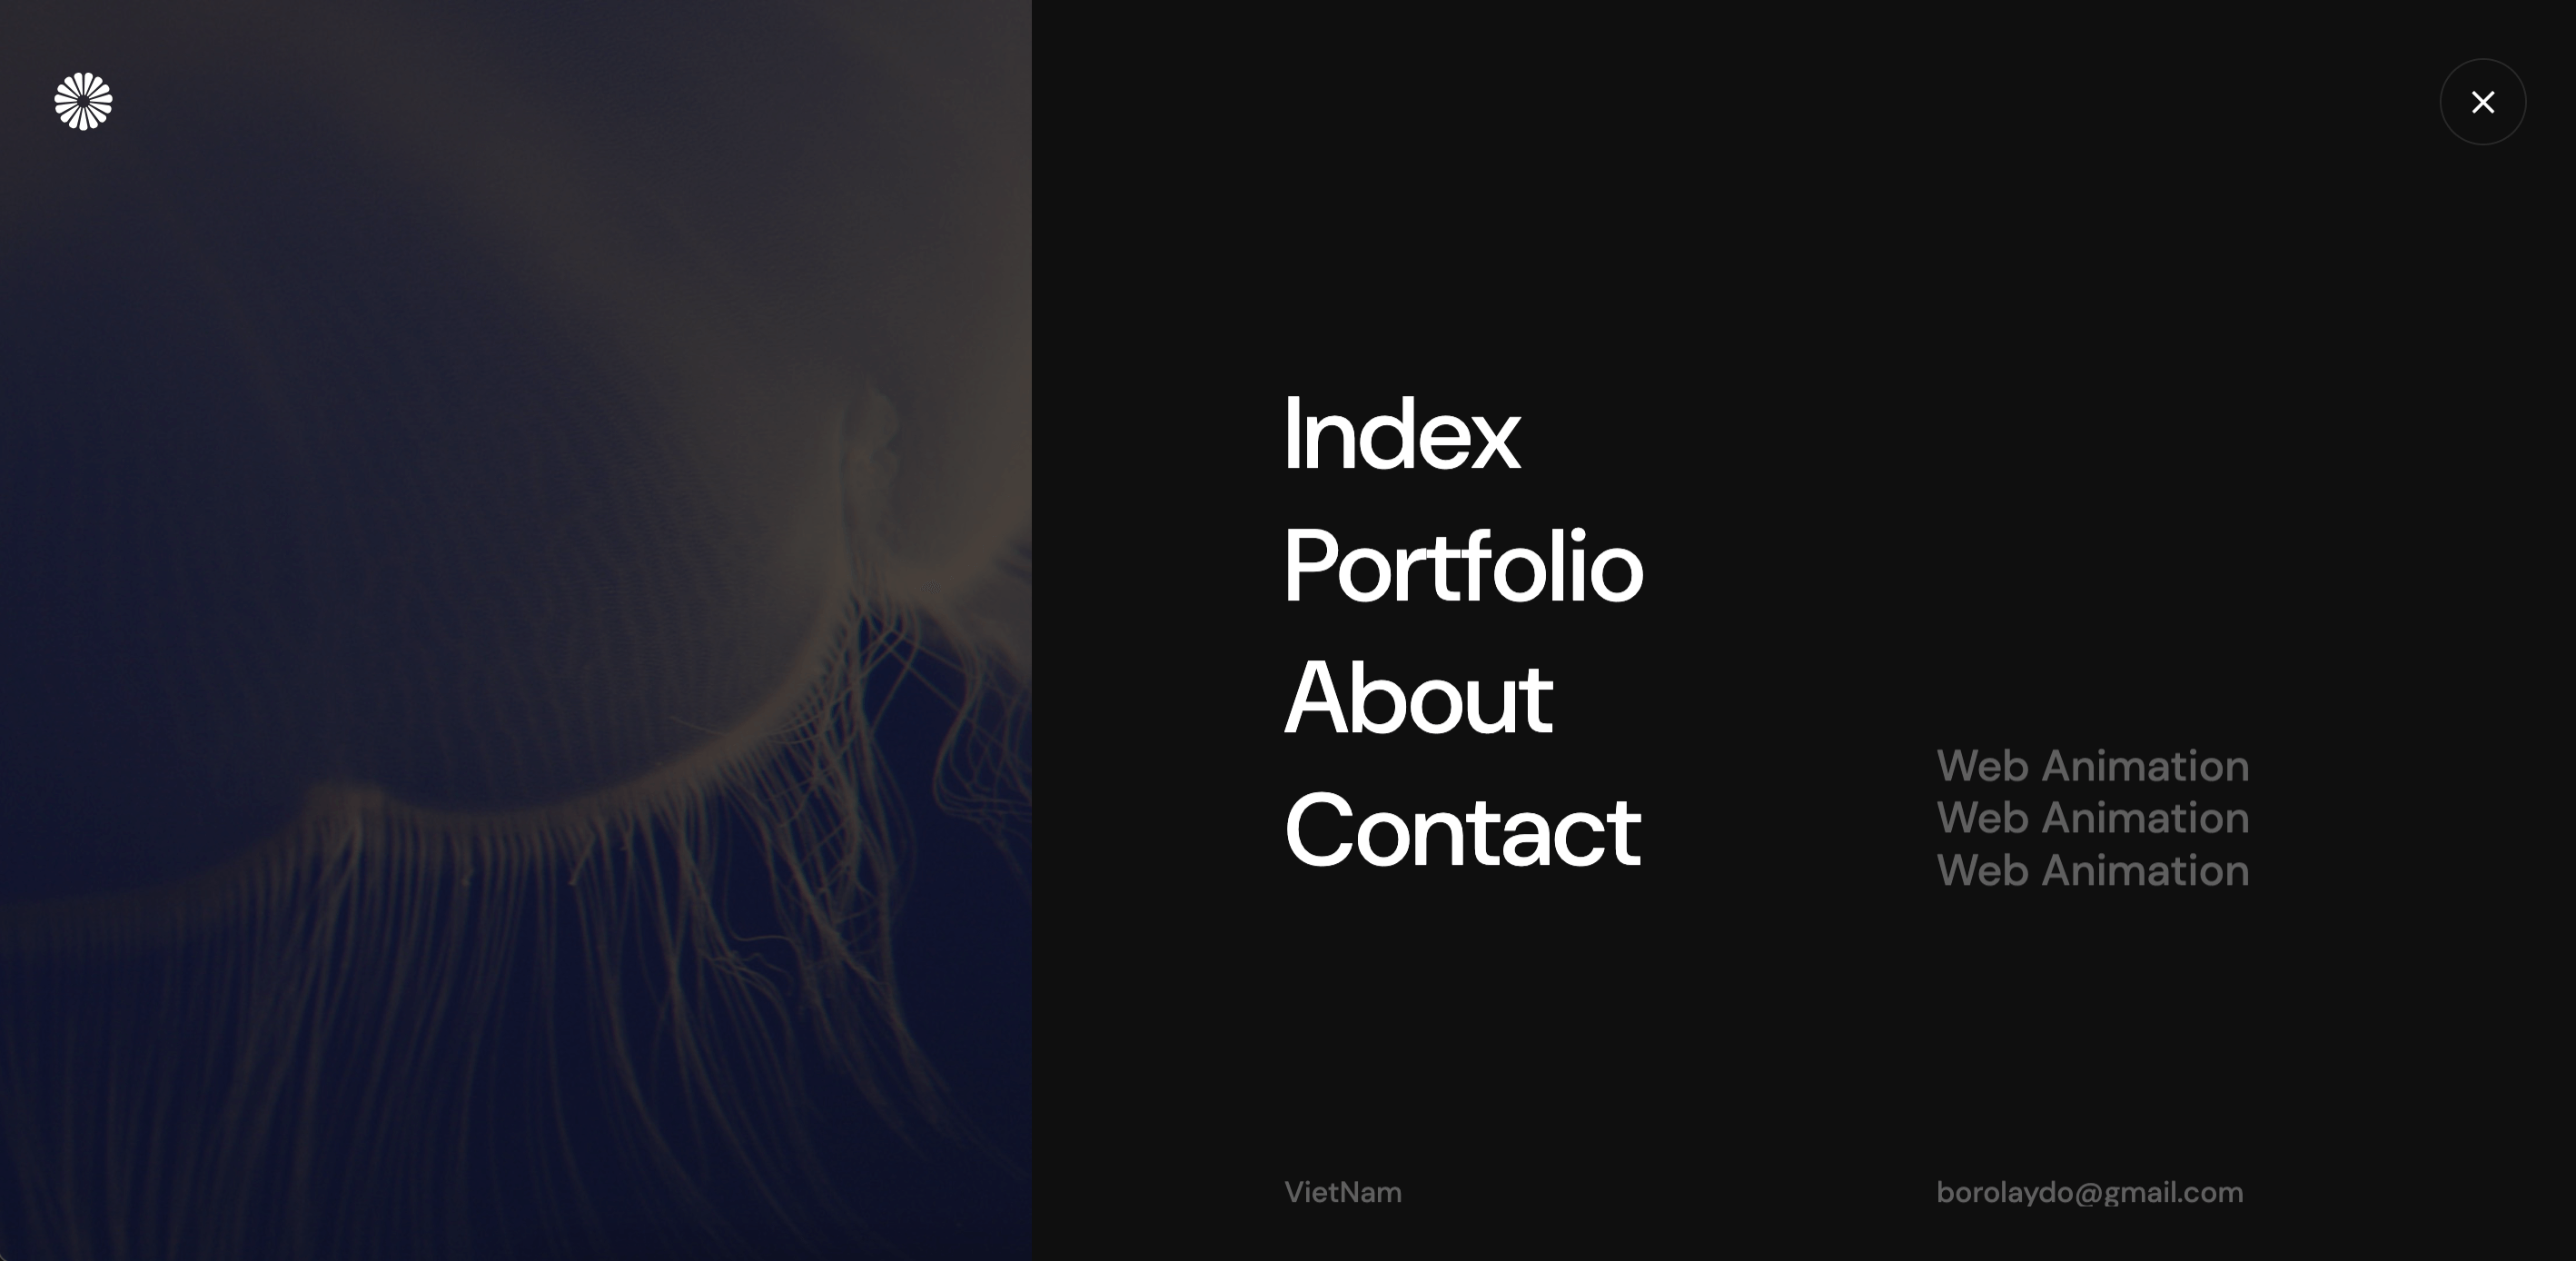 Index
Portfolio
About
Contact
Web Animation
Web Animation
Web Animation
VietNam
borolaydo@gmail.com